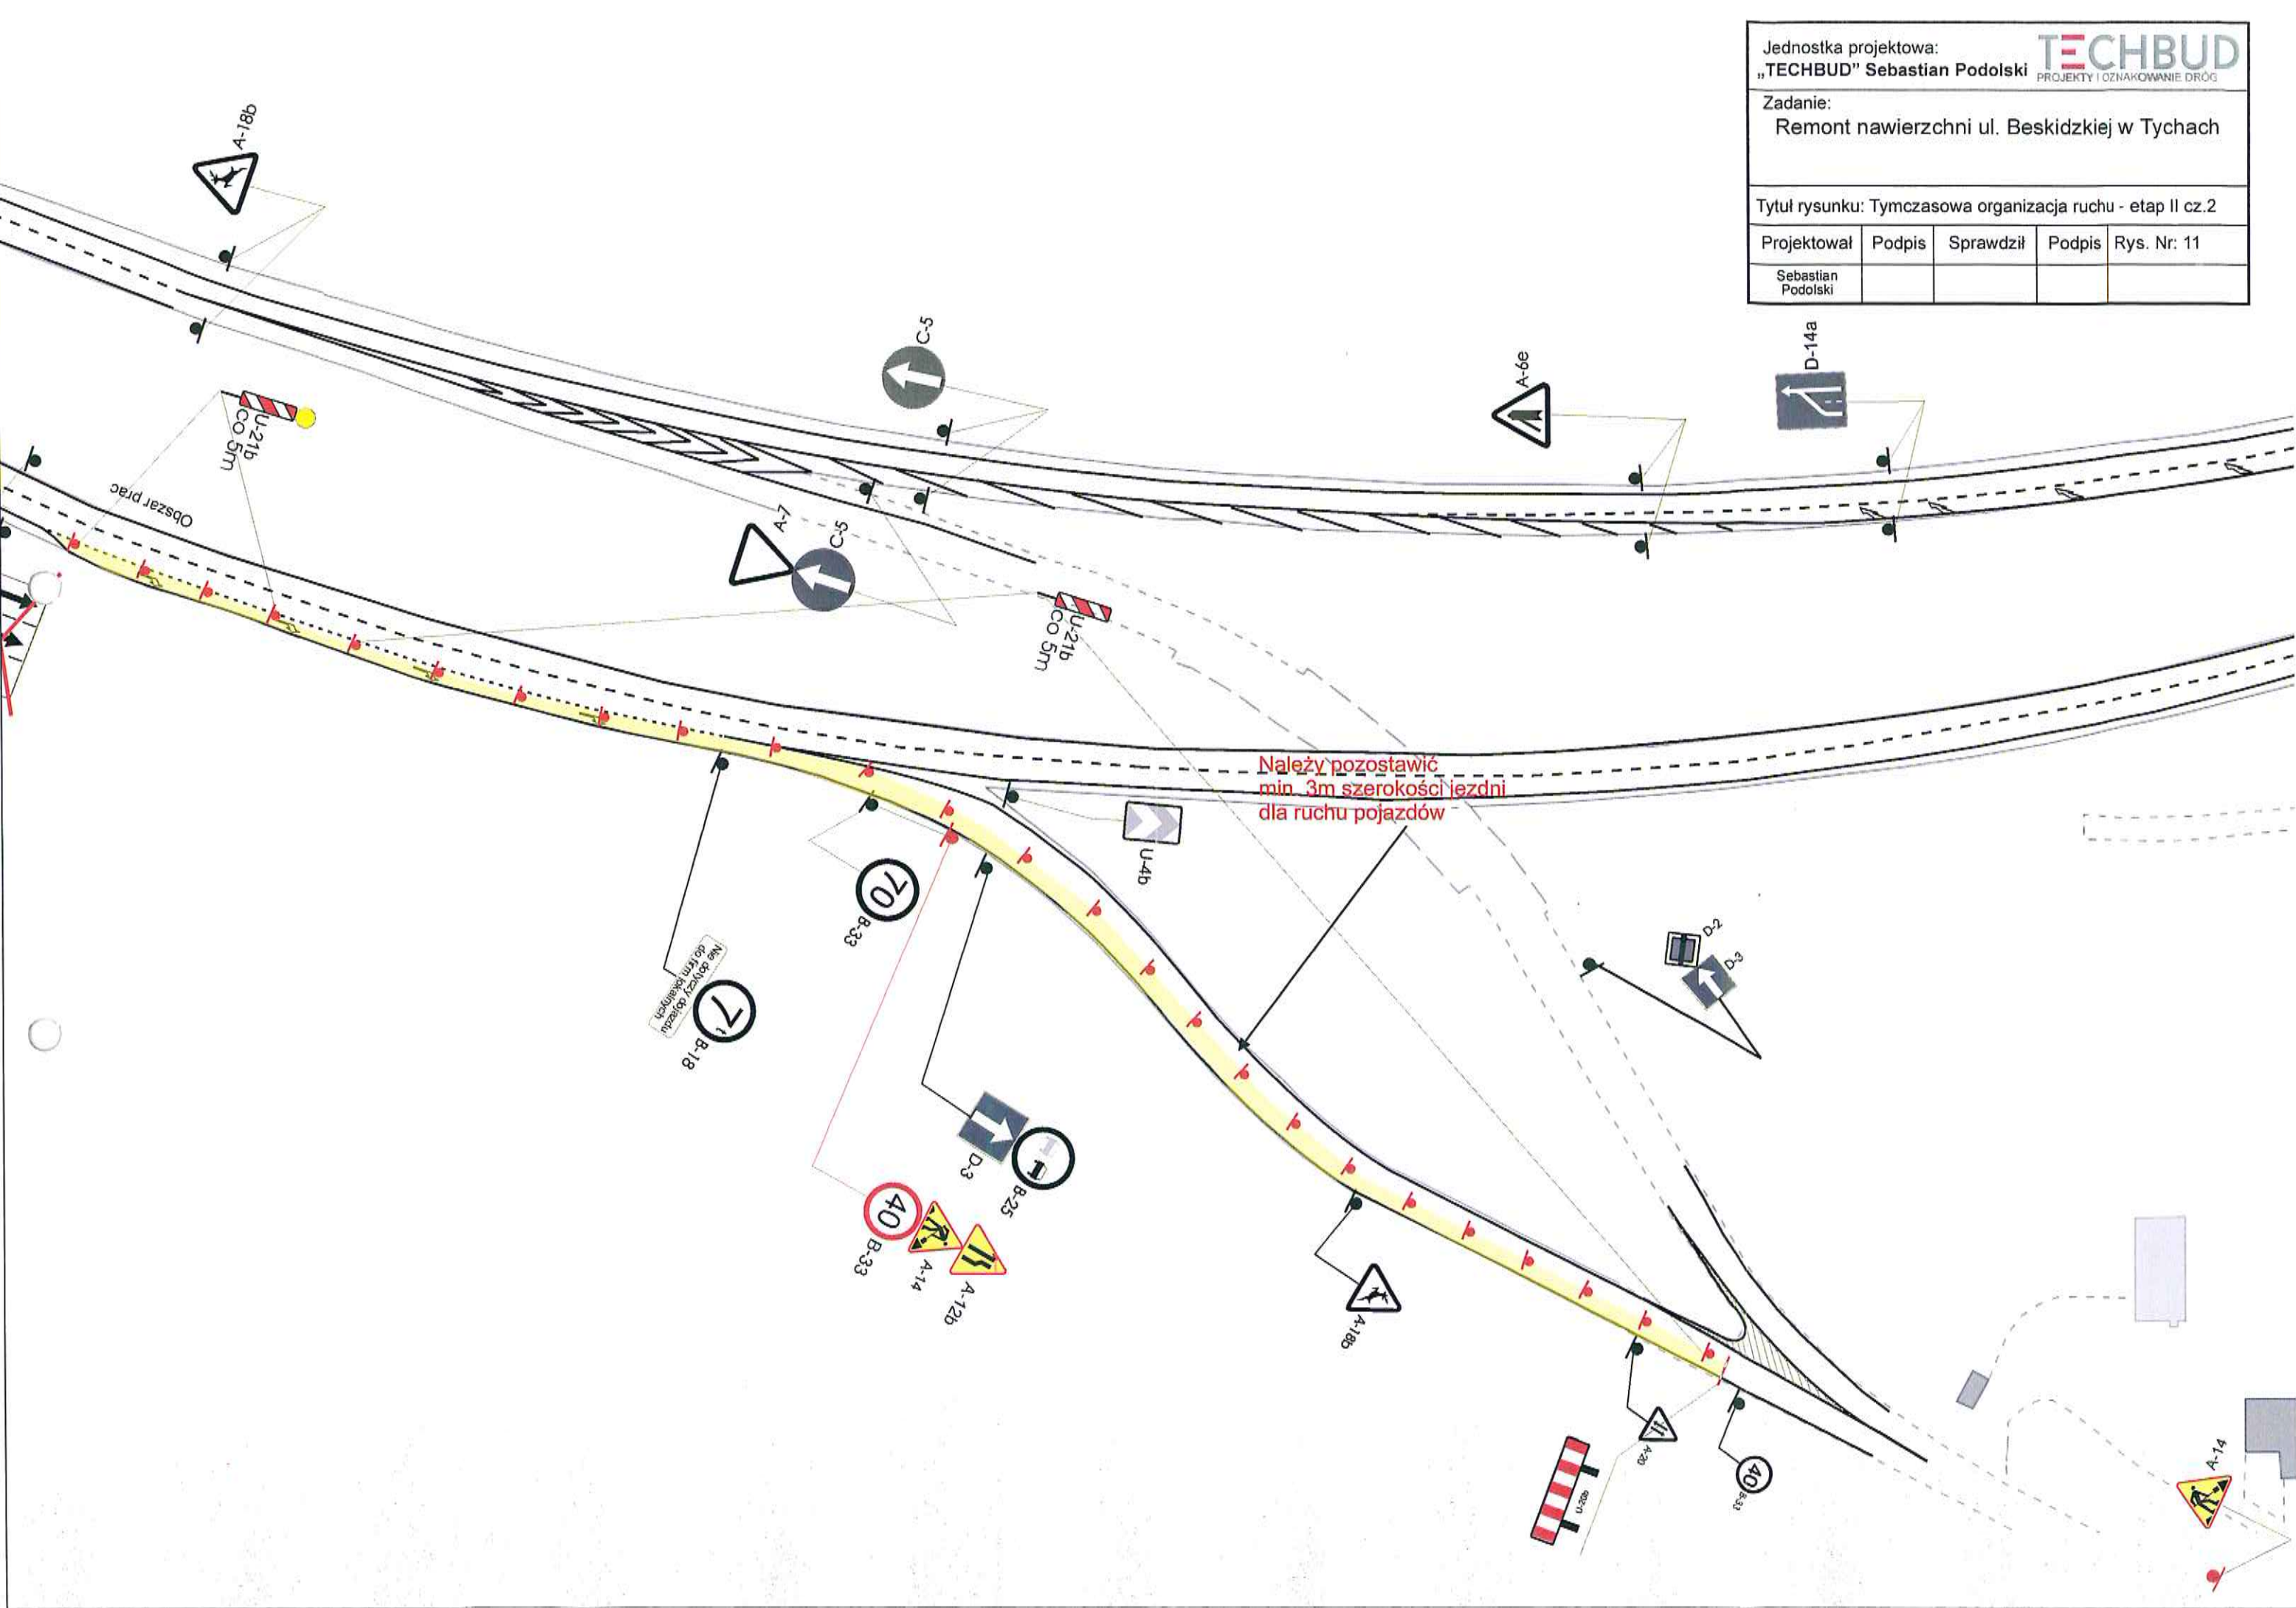 Jednostka projektowa:
„TECHBUD” Sebastian Podolski
TECHBUD
PROJEKTY I OZNAKOWANIE DRÓG
Zadanie:
Remont nawierzchni ul. Beskidzkiej w Tychach
Tytuł rysunku: Tymczasowa organizacja ruchu - etap II cz.2
Projektował Podpis Sprawdził Podpis Rys. Nr: 11
Sebastian
Podolski
A-18b
C-5
A-6e
D-14a
U-21b
co 5m
Obszar prac
A-7
C-5
U-21b
co 5m
Należy pozostawić
min. 3m szerokości jezdni
dla ruchu pojazdów
U-4b
70
B-33
D-2
D-3
Nie dotyczy dojazdu
do firm lokalnych
7t
B-18
D-3
B-25
40
B-33
A-14
A-12b
A-18b
A-20
U-20b
40
B-33
A-14